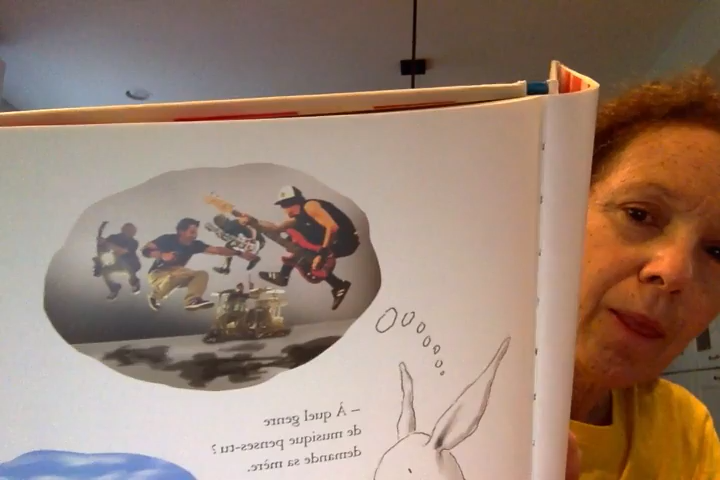 – À quel genre
de musique penses-tu ?
demande sa mère.